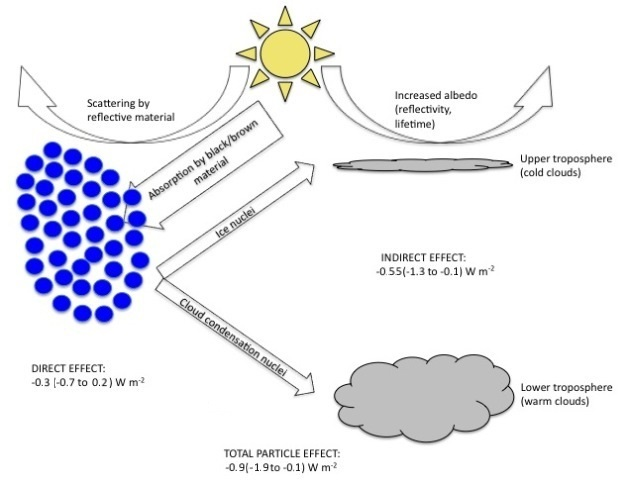 Scattering by
reflective material
Increased albedo
(reflectivity,
lifetime)
Absorption by black/brown
material
Upper troposphere
(cold clouds)
Ice nuclei
INDIRECT EFFECT:
-0.55(-1.3 to -0.1) W m-2
Cloud condensation nuclei
DIRECT EFFECT:
-0.3 (-0.7 to 0.2) W m-2
Lower troposphere
(warm clouds)
TOTAL PARTICLE EFFECT:
-0.9(-1.9to -0.1) W m-2